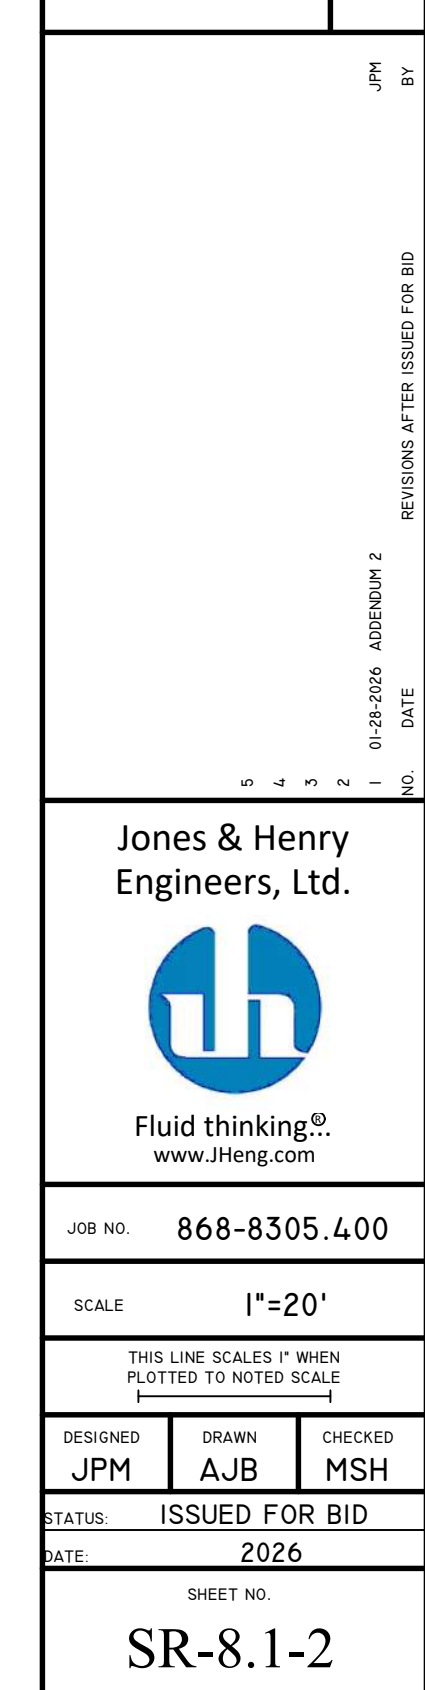 NO. DATE REVISIONS AFTER ISSUED FOR BID BY
1 01-28-2026 ADDENDUM 2 JPM
2
3
4
5
Jones & Henry
Engineers, Ltd.
Fluid thinking®...
www.JHeng.com
JOB NO. 868-8305.400
SCALE 1"=20'
THIS LINE SCALES 1" WHEN
PLOTTED TO NOTED SCALE
DESIGNED DRAWN CHECKED
JPM AJB MSH
STATUS: ISSUED FOR BID
DATE: 2026
SHEET NO.
SR-8.1-2